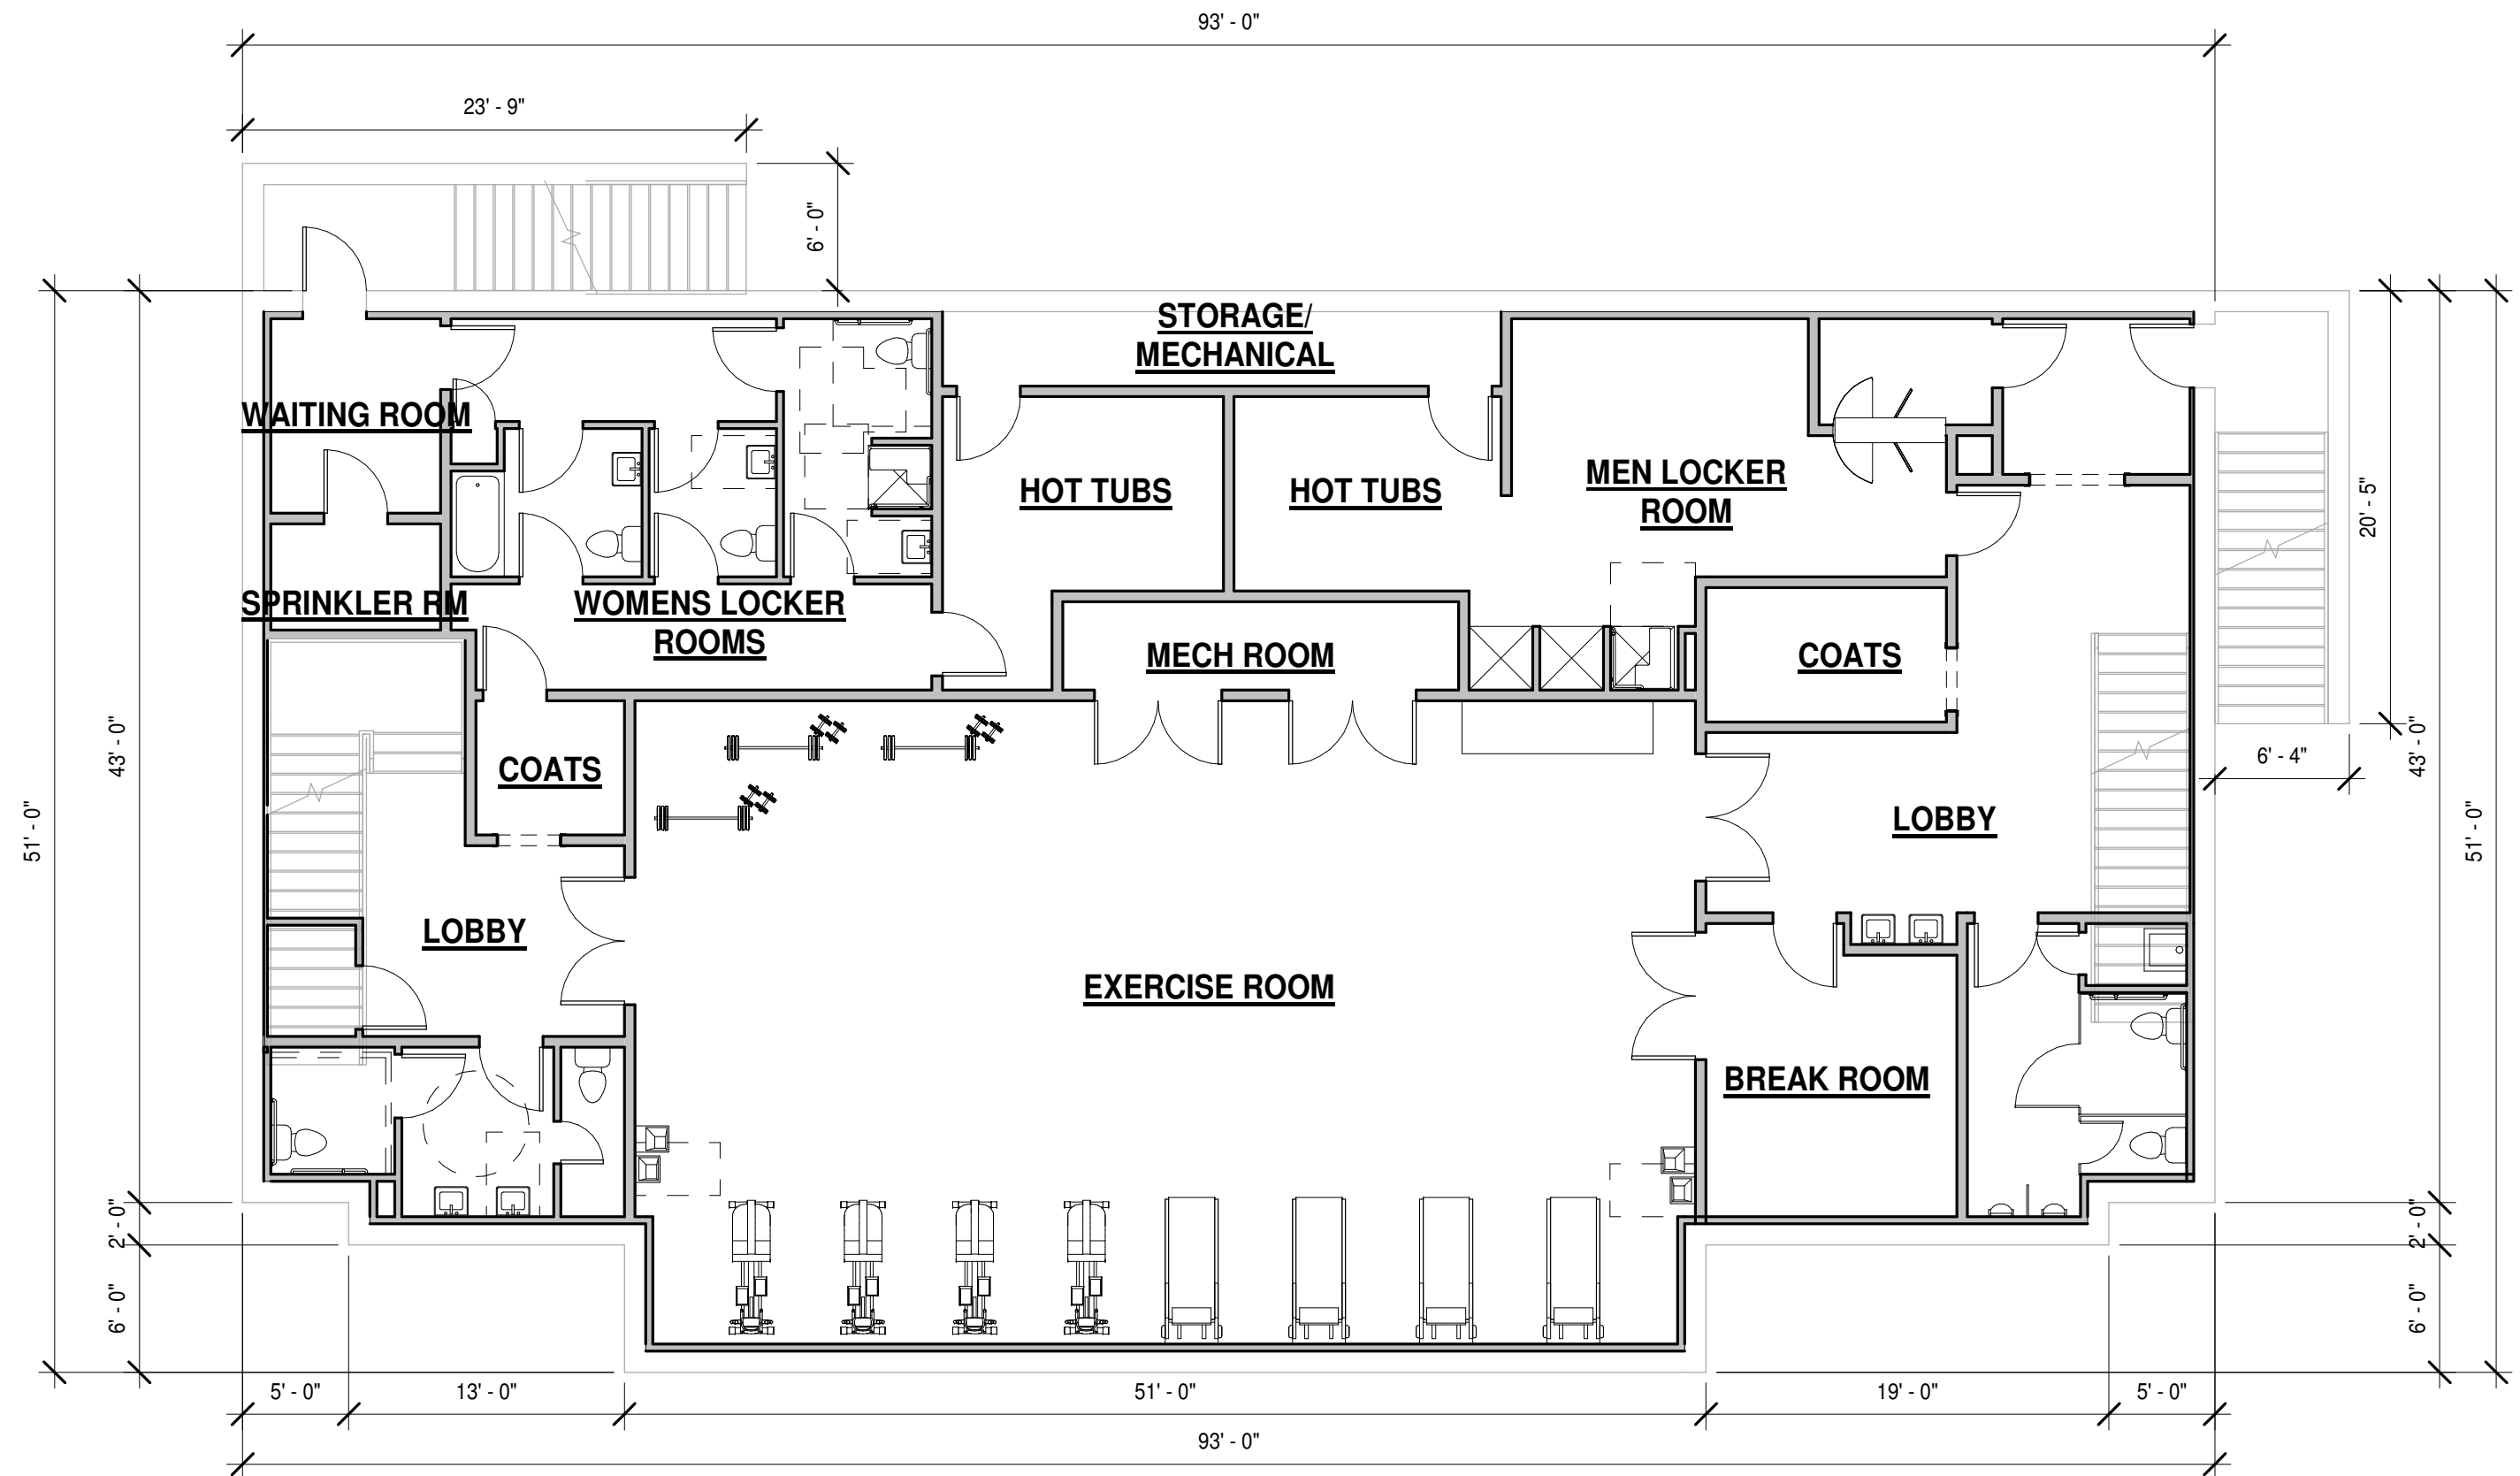 93' - 0"
23' - 9"
6' - 0"
STORAGE/
MECHANICAL
WAITING ROOM
HOT TUBS
HOT TUBS
MEN LOCKER
ROOM
20' - 5"
SPRINKLER RM
WOMENS LOCKER
ROOMS
MECH ROOM
COATS
43' - 0"
COATS
6' - 4"
43' - 0"
51' - 0"
LOBBY
51' - 0"
LOBBY
EXERCISE ROOM
BREAK ROOM
2' - 0"
2' - 0"
6' - 0"
6' - 0"
5' - 0"
13' - 0"
51' - 0"
19' - 0"
5' - 0"
93' - 0"